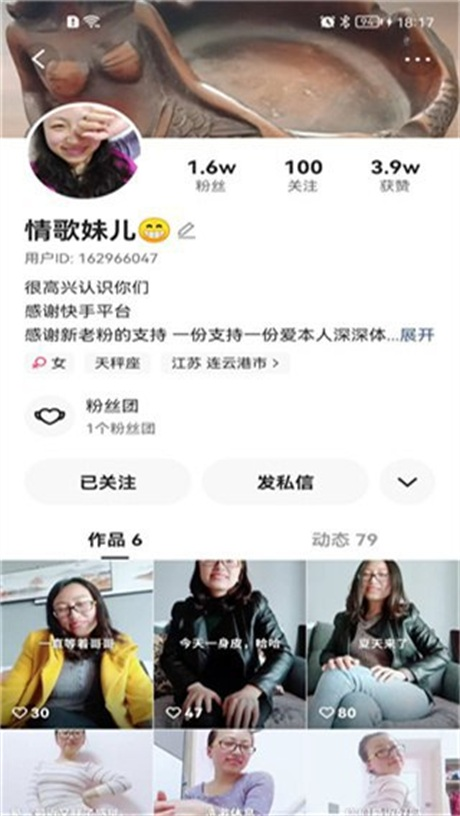 94 18:17
1.6w 100 3.9w
粉丝 关注 获赞
情歌妹儿😁
用户ID: 162966047
很高兴认识你们
感谢快手平台
感谢新老粉的支持 一份支持一份爱本人深深体...展开
女 天秤座 江苏 连云港市 >
粉丝团
1个粉丝团
已关注 发私信
作品 6 动态 79
一直等着哥哥 今天一身皮，哈哈 夏天来了
30 47 80